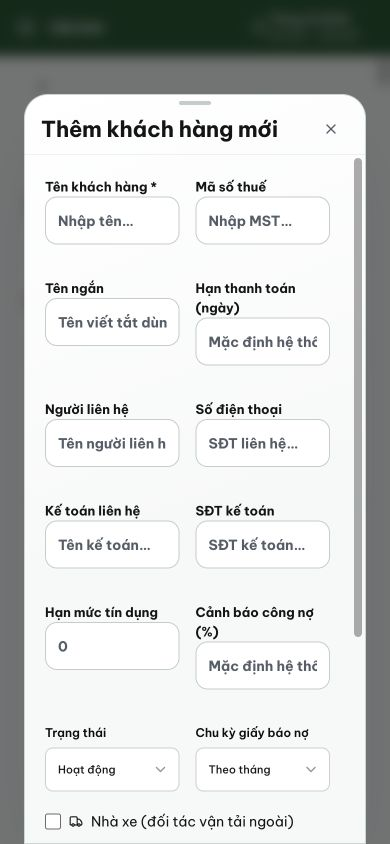 Thêm khách hàng mới
Tên khách hàng * Mã số thuế
Nhập tên... Nhập MST...
Tên ngắn Hạn thanh toán
(ngày)
Tên viết tắt dùn Mặc định hệ thố
Người liên hệ Số điện thoại
Tên người liên h SĐT liên hệ...
Kế toán liên hệ SĐT kế toán
Tên kế toán... SĐT kế toán...
Hạn mức tín dụng Cảnh báo công nợ
(%)
0 Mặc định hệ thố
Trạng thái Chu kỳ giấy báo nợ
Hoạt động Theo tháng
Nhà xe (đối tác vận tải ngoài)